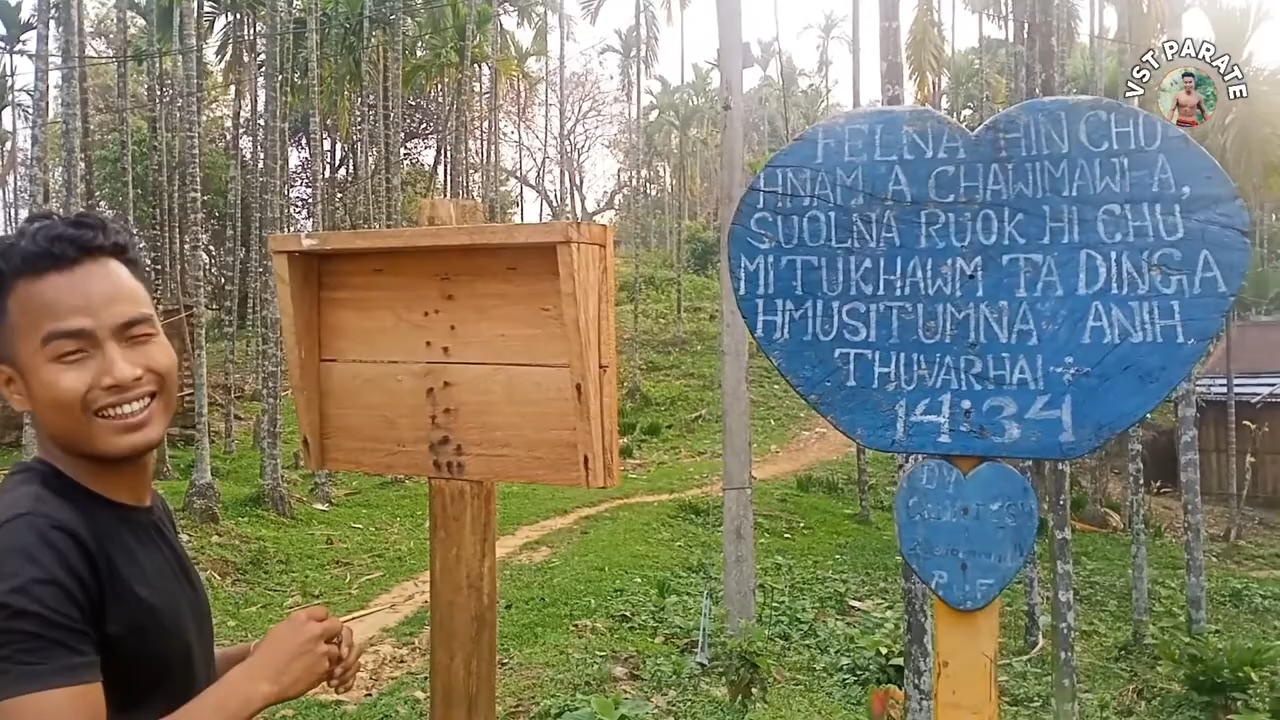 VST PARATE
FELNA HIN CHU
HNAM A CHAWIMAWI A,
SUOLNA RUOK HI CHU
MI TUKHAWM TA DINGA
HMUSITUMNA ANIH.
THUVARHAI
14:34
BY